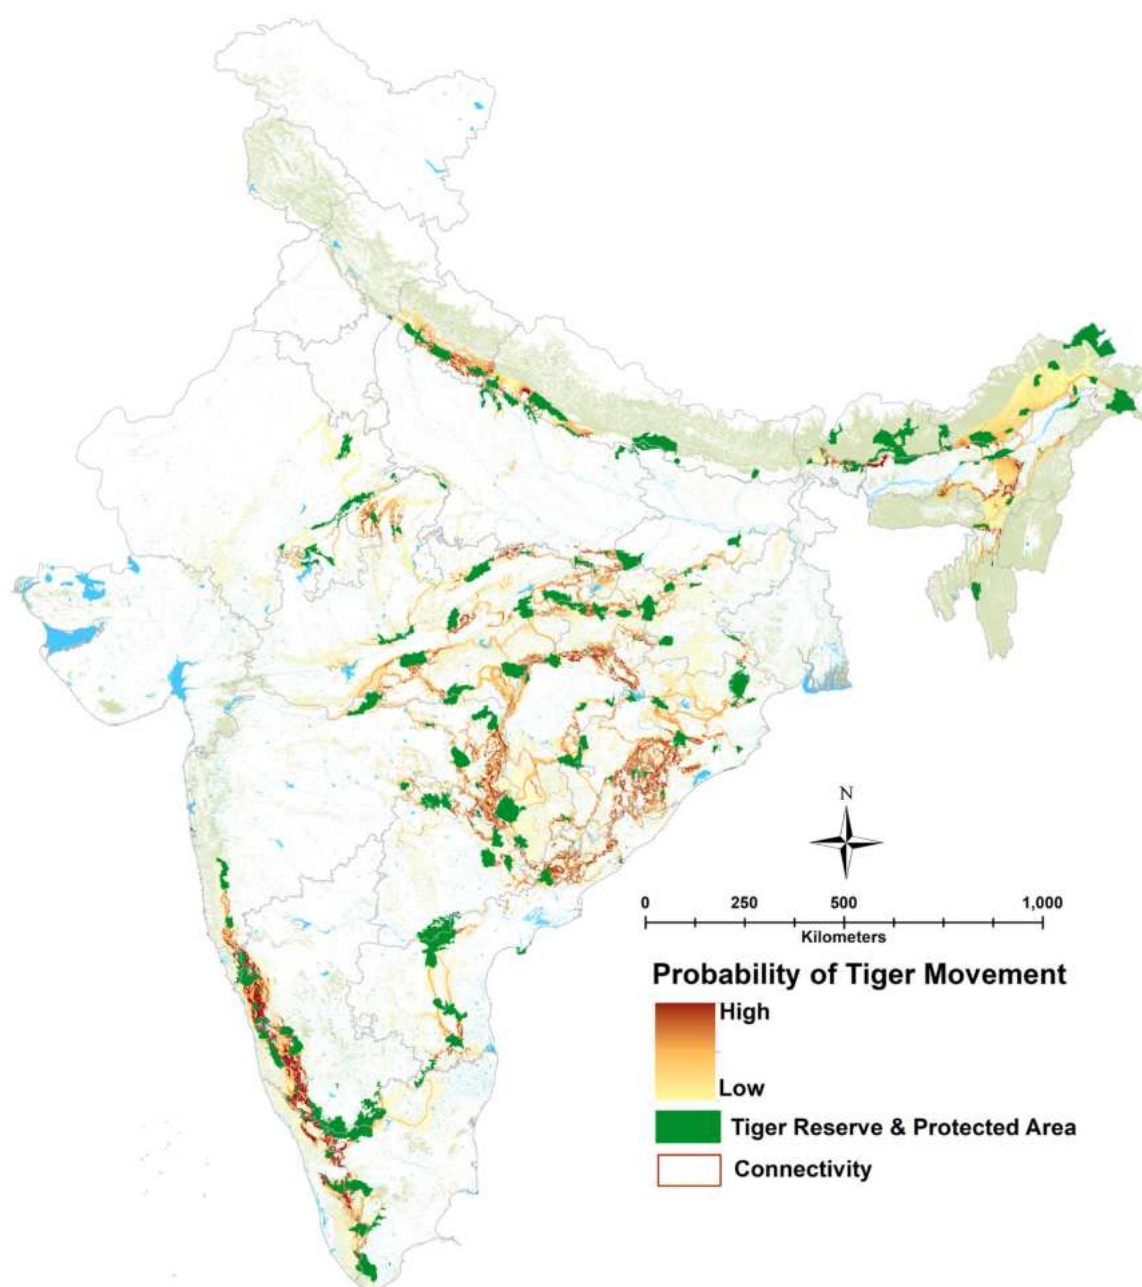 N
0 250 500 1,000
Kilometers
Probability of Tiger Movement
High
Low
Tiger Reserve & Protected Area
Connectivity